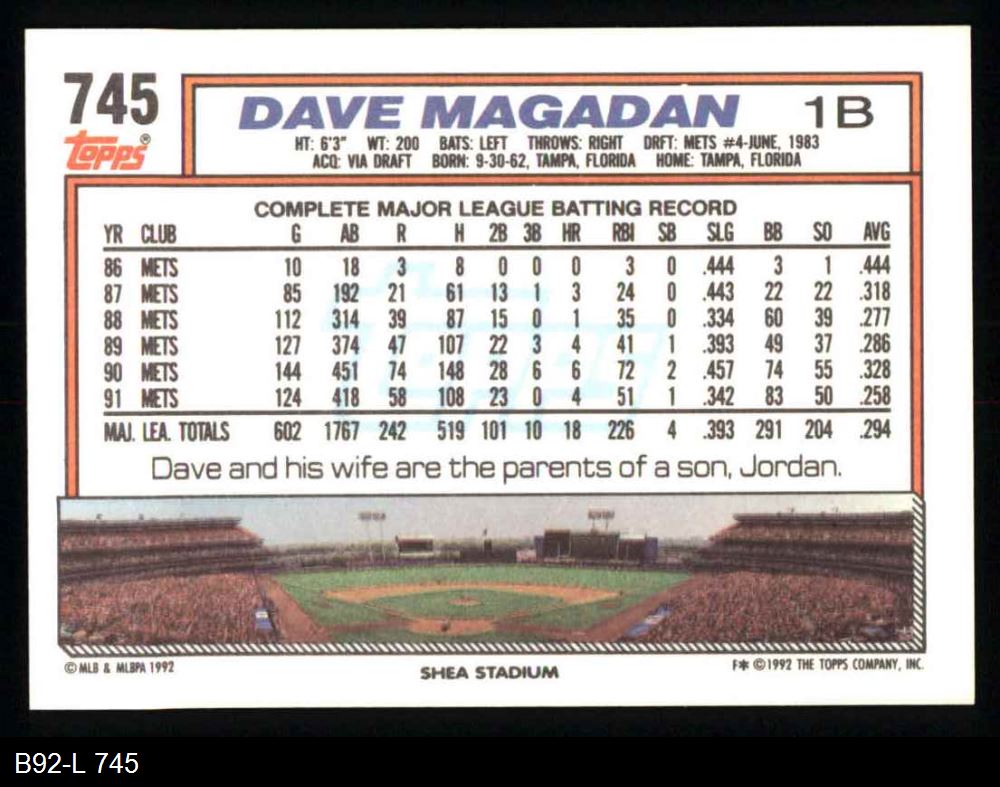 745
topps®
DAVE MAGADAN 1B
HT: 6'3" WT: 200 BATS: LEFT THROWS: RIGHT DRFT: METS #4-JUNE, 1983
ACQ: VIA DRAFT BORN: 9-30-62, TAMPA, FLORIDA HOME: TAMPA, FLORIDA
COMPLETE MAJOR LEAGUE BATTING RECORD
YR CLUB G AB R H 2B 3B HR RBI SB SLG BB SO AVG
86 METS 10 18 3 8 0 0 0 3 0 .444 3 1 .444
87 METS 85 192 21 61 13 1 3 24 0 .443 22 22 .318
88 METS 112 314 39 87 15 0 1 35 0 .334 60 39 .277
89 METS 127 374 47 107 22 3 4 41 1 .393 49 37 .286
90 METS 144 451 74 148 28 6 6 72 2 .457 74 55 .328
91 METS 124 418 58 108 23 0 4 51 1 .342 83 50 .258
MAJ. LEA. TOTALS 602 1767 242 519 101 10 18 226 4 .393 291 204 .294
Dave and his wife are the parents of a son, Jordan.
© MLB & MLBPA 1992
SHEA STADIUM
F* © 1992 THE TOPPS COMPANY, INC.
B92-L 745